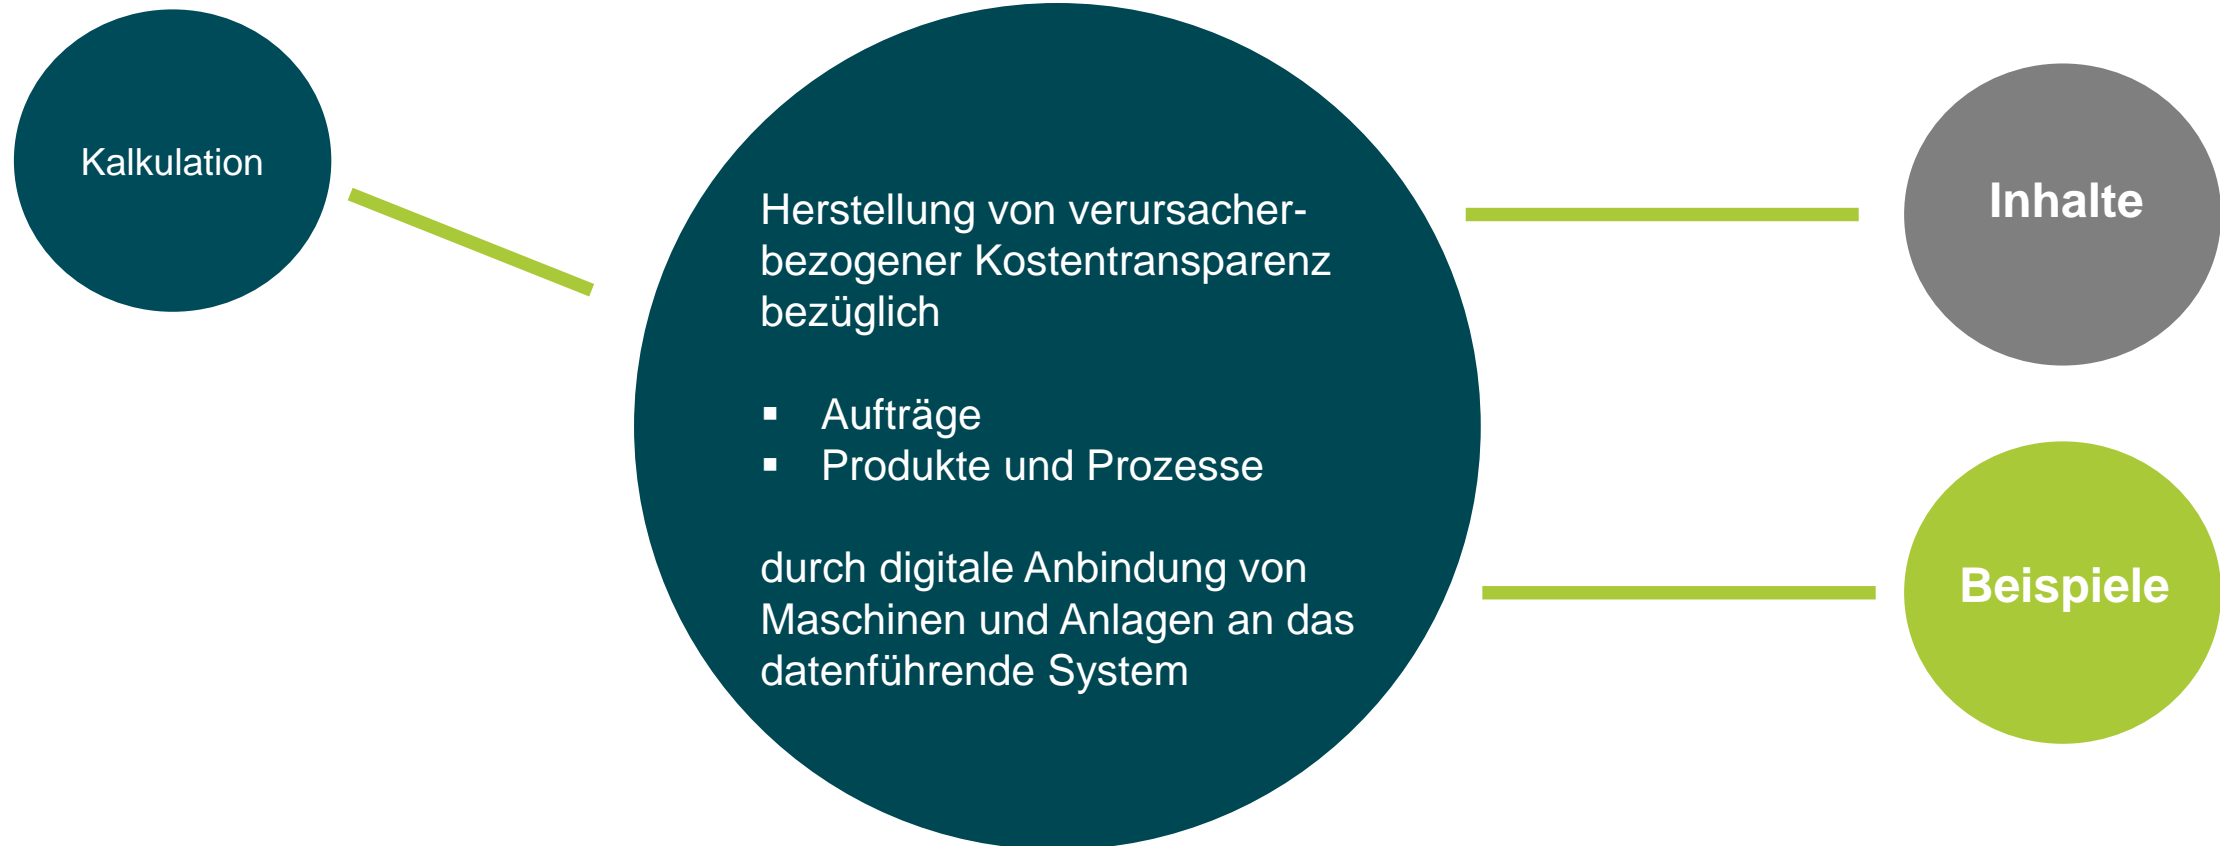 Kalkulation
Herstellung von verursacher-
bezogener Kostentransparenz
bezüglich
▪ Aufträge
▪ Produkte und Prozesse
durch digitale Anbindung von
Maschinen und Anlagen an das
datenführende System
Inhalte
Beispiele